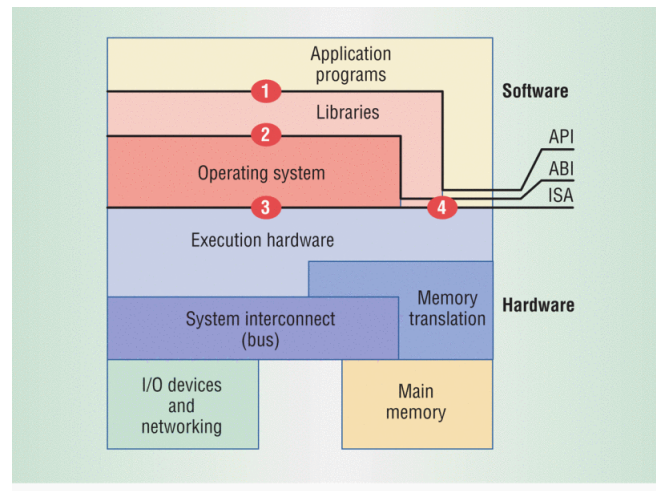 Application
programs
1
Software
Libraries
2
API
ABI
Operating system
ISA
3
4
Execution hardware
Memory
translation
Hardware
System interconnect
(bus)
I/O devices
and
networking
Main
memory